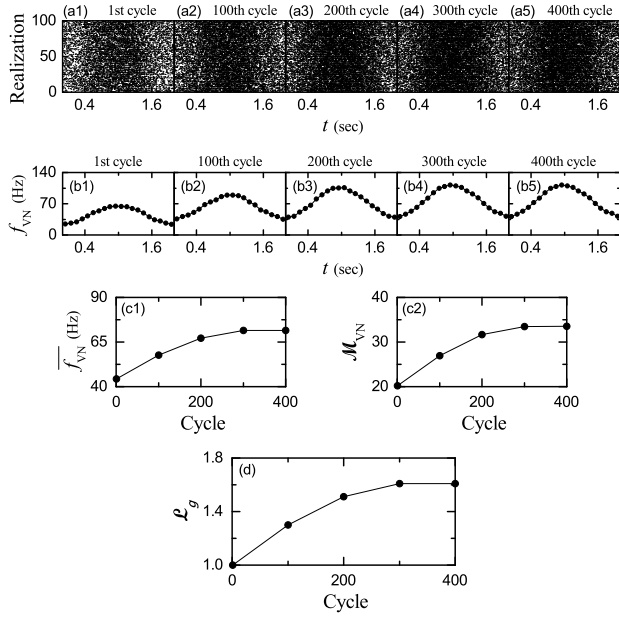 (a1) 1st cycle (a2) 100th cycle (a3) 200th cycle (a4) 300th cycle (a5) 400th cycle
100
50
0
Realization
0.4 1.6 0.4 1.6 0.4 1.6 0.4 1.6 0.4 1.6
t (sec)
1st cycle 100th cycle 200th cycle 300th cycle 400th cycle
(b1) (b2) (b3) (b4) (b5)
140
70
0
f_VN (Hz)
0.4 1.6 0.4 1.6 0.4 1.6 0.4 1.6 0.4 1.6
t (sec)
(c1)
90
65
40
f_VN (Hz)
0 200 400
Cycle
(c2)
40
30
20
ℳ_VN
0 200 400
Cycle
(d)
1.8
1.4
1.0
ℒ_g
0 200 400
Cycle